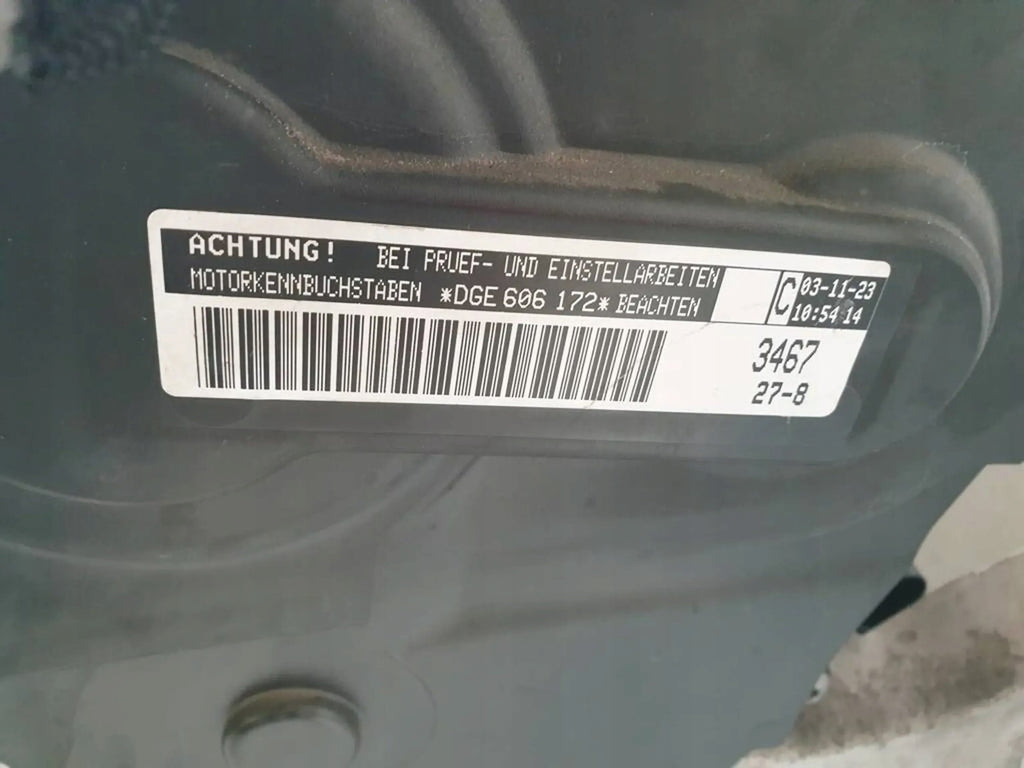 ACHTUNG! BEI PRUEF- UND EINSTELLARBEITEN
MOTORKENNBUCHSTABEN *DGE 606 172* BEACHTEN
C
03-11-23
10:54 14
3467
27-8